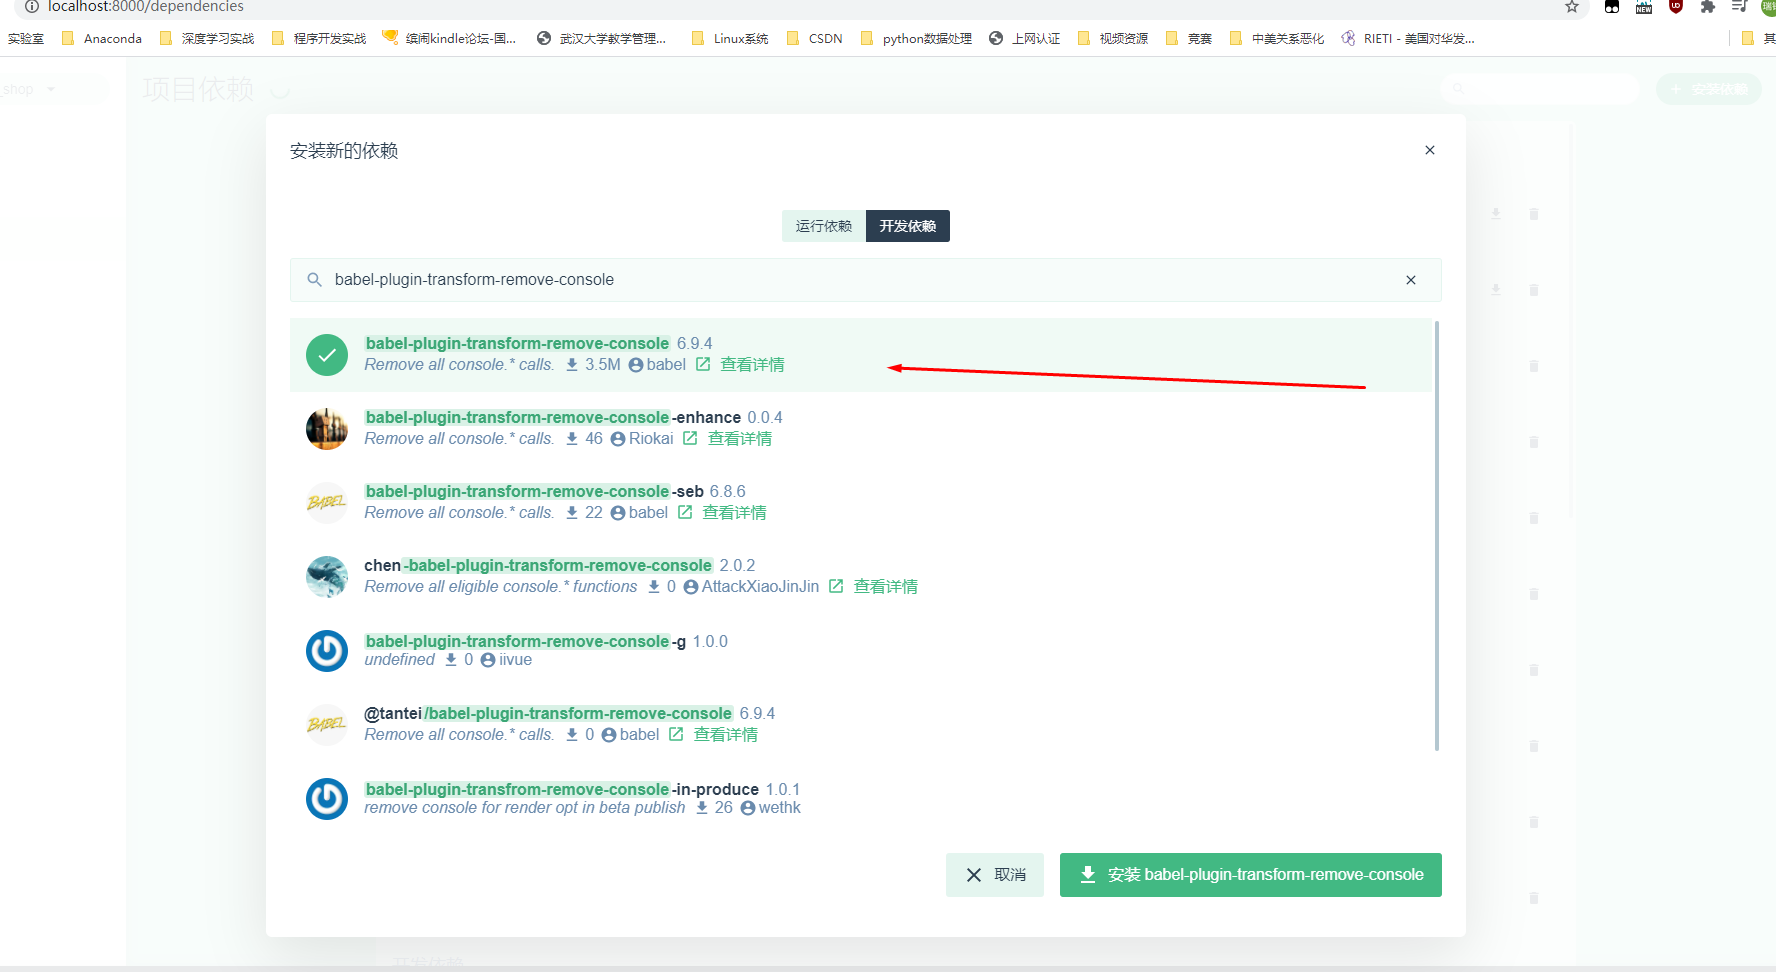 localhost:8000/dependencies
实验室 Anaconda 深度学习实战 程序开发实战 缤闹kindle论坛-国... 武汉大学教学管理... Linux系统 CSDN python数据处理 上网认证 视频资源 竞赛 中美关系恶化 RIETI - 美国对华发... 其
_shop 项目依赖 安装依赖
安装新的依赖
运行依赖 开发依赖
babel-plugin-transform-remove-console
babel-plugin-transform-remove-console 6.9.4
Remove all console.* calls. 3.5M babel 查看详情
babel-plugin-transform-remove-console-enhance 0.0.4
Remove all console.* calls. 46 Riokai 查看详情
babel-plugin-transform-remove-console-seb 6.8.6
Remove all console.* calls. 22 babel 查看详情
chen-babel-plugin-transform-remove-console 2.0.2
Remove all eligible console.* functions 0 AttackXiaoJinJin 查看详情
babel-plugin-transform-remove-console-g 1.0.0
undefined 0 iivue
@tantei/babel-plugin-transform-remove-console 6.9.4
Remove all console.* calls. 0 babel 查看详情
babel-plugin-transfrom-remove-console-in-produce 1.0.1
remove console for render opt in beta publish 26 wethk
取消 安装 babel-plugin-transform-remove-console
开发依赖